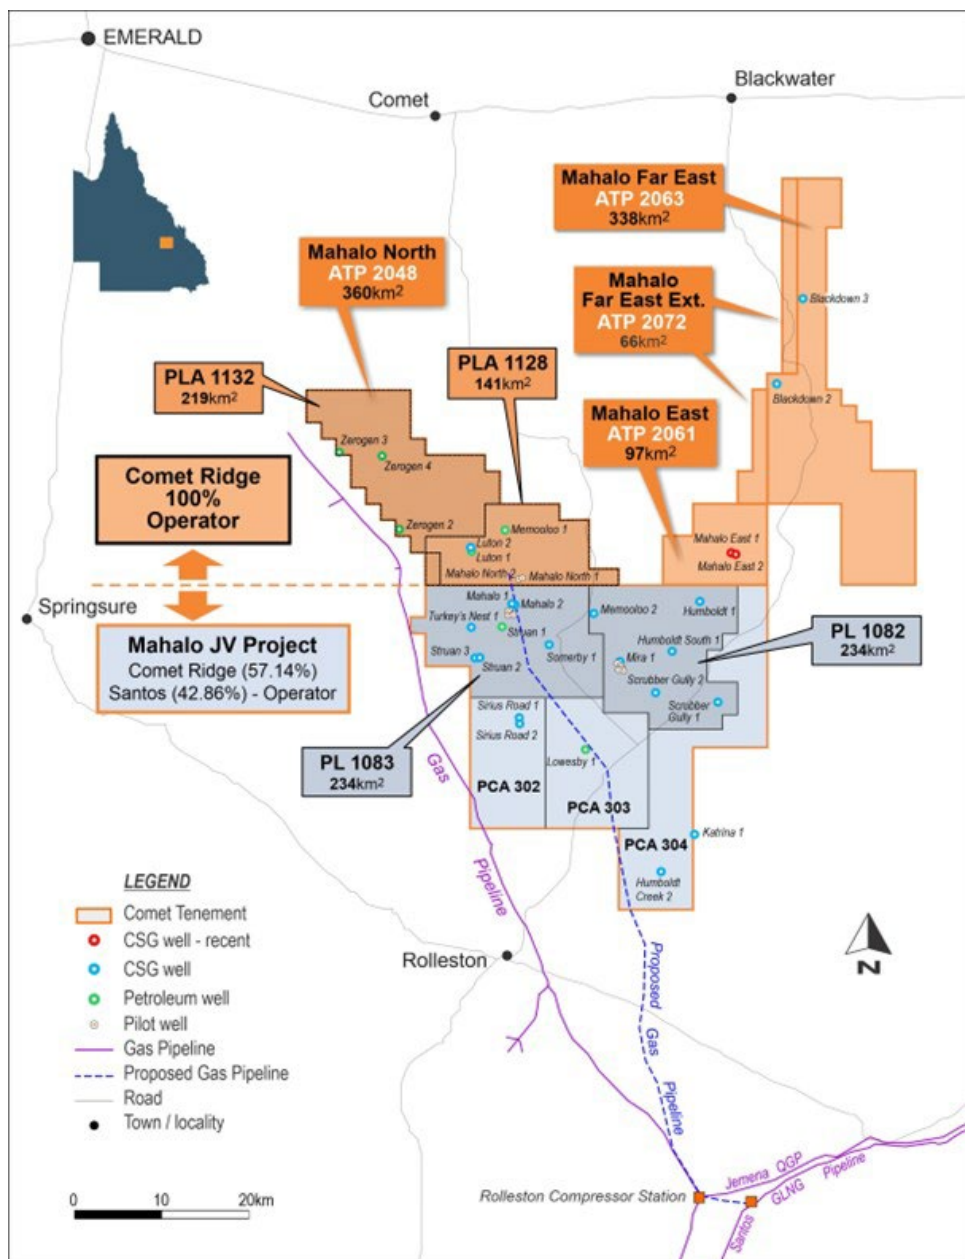 EMERALD
Comet
Blackwater
Mahalo Far East
ATP 2063
338km²
Mahalo North
ATP 2048
360km²
Mahalo
Far East Ext.
ATP 2072
66km²
Blackdown 3
PLA 1132
219km²
PLA 1128
141km²
Blackdown 2
Mahalo East
ATP 2061
97km²
Zerogen 3
Zerogen 4
Comet Ridge
100%
Operator
Zerogen 2
Memooloo 1
Mahalo East 1
Luton 2
Luton 1
Mahalo East 2
Mahalo North 2
Mahalo North 1
Springsure
Mahalo 1
Mahalo 2
Memooloo 2
Humboldt 1
Turkey's Nest 1
Struan 1
Mahalo JV Project
Comet Ridge (57.14%)
Santos (42.86%) - Operator
Humboldt South 1
PL 1082
234km²
Struan 3
Struan 2
Somerby 1
Mira 1
Scrubber Gully 2
Scrubber
Gully 1
Sirius Road 1
Sirius Road 2
PL 1083
234km²
Gas
Lowesby 1
PCA 302
PCA 303
PCA 304
Katrina 1
Humboldt
Creek 2
Pipeline
LEGEND
Comet Tenement
CSG well - recent
CSG well
Petroleum well
Pilot well
Gas Pipeline
Proposed Gas Pipeline
Road
Town / locality
Rolleston
Proposed
Gas
Pipeline
N
0 10 20km
Rolleston Compressor Station
Jemena QGP
Santos GLNG Pipeline